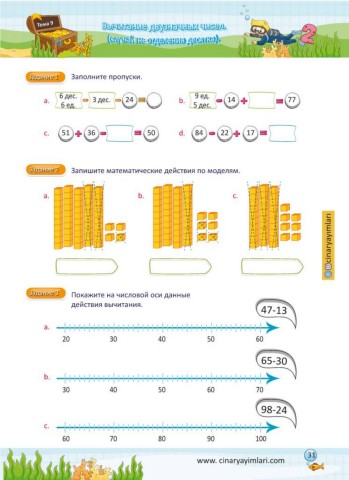 Тема 9
Вычитание двузначных чисел.
(Случай не отделения десятка).
2
Задание 1 Заполните пропуски.
a. 6 дес. 6 ед. - 3 дес. - 24 =
b. 9 ед. 5 дес. - 14 + = 77
c. 51 + 36 - = 50
d. 84 - 22 + 17 =
Задание 2 Запишите математические действия по моделям.
a. b. c.
Задание 3 Покажите на числовой оси данные
действия вычитания.
47-13
a.
20 30 40 50 60
65-30
b.
30 40 50 60 70
98-24
c.
60 70 80 90 100
cinaryayimlari
31
www. cinaryayimlari.com